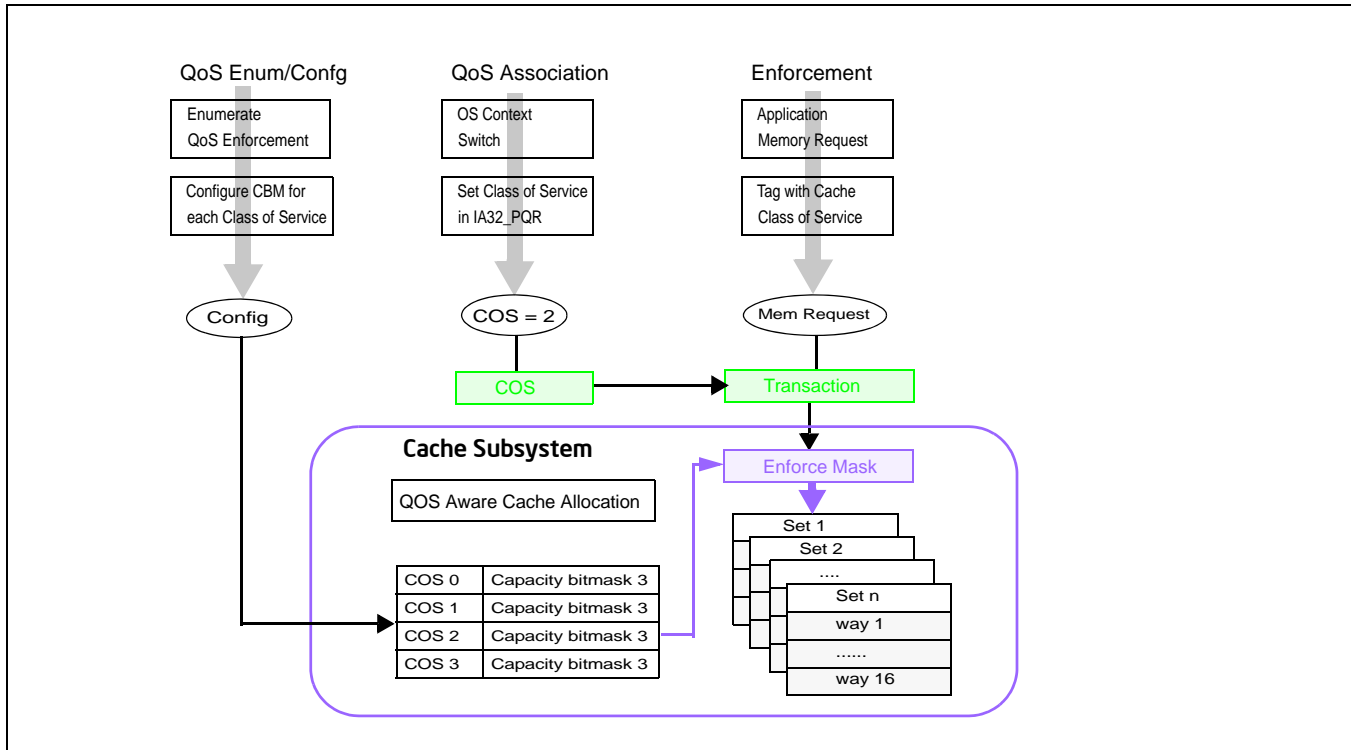 QoS Enum/Confg
QoS Association
Enforcement
Enumerate
QoS Enforcement
OS Context
Switch
Application
Memory Request
Configure CBM for
each Class of Service
Set Class of Service
in IA32_PQR
Tag with Cache
Class of Service
Config
COS = 2
Mem Request
COS
Transaction
Cache Subsystem
Enforce Mask
QOS Aware Cache Allocation
Set 1
Set 2
....
Set n
way 1
......
way 16
COS 0 Capacity bitmask 3
COS 1 Capacity bitmask 3
COS 2 Capacity bitmask 3
COS 3 Capacity bitmask 3